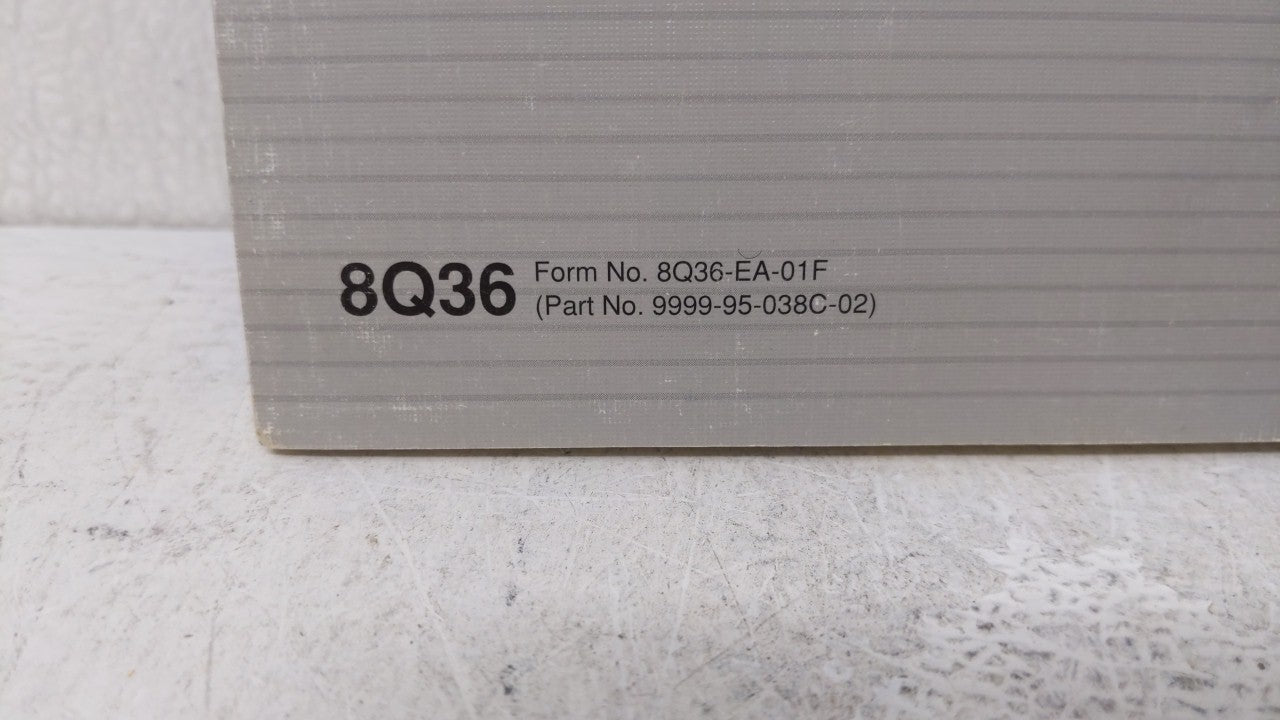 8Q36
Form No. 8Q36-EA-01F
(Part No. 9999-95-038C-02)